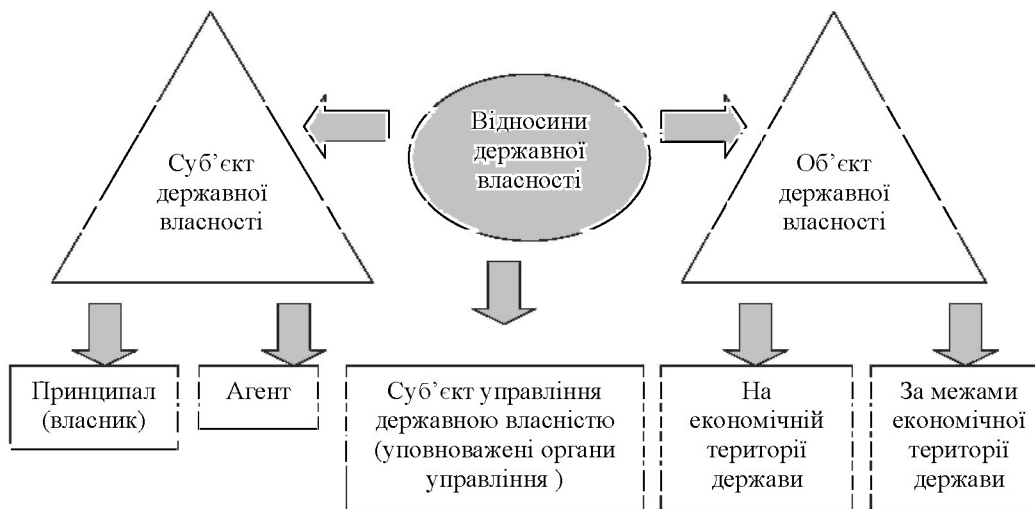 Відносини
державної
власності
Суб’єкт
державної
власності
Об’єкт
державної
власності
Принципал
(власник)
Агент
Суб’єкт управління
державною власністю
(уповноважені органи
управління )
На
економічній
території
держави
За межами
економічної
території
держави